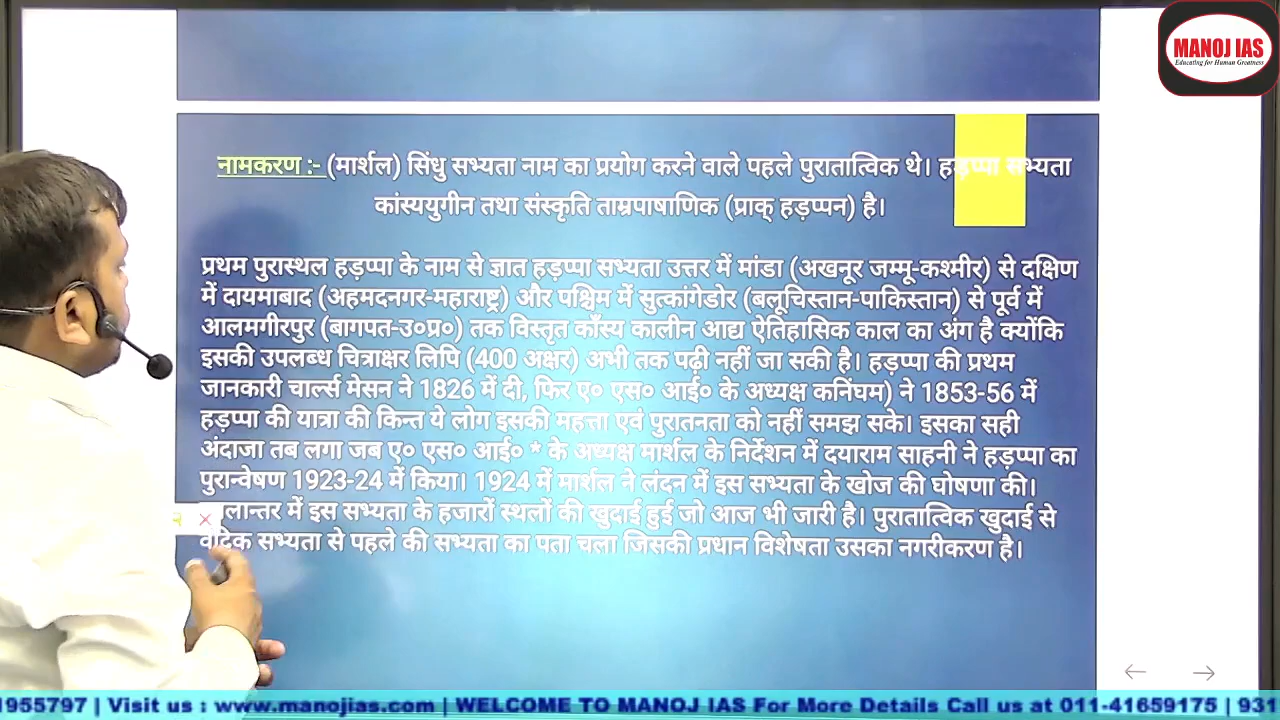 MANOJ IAS
Educating for Human Greatness
नामकरण :- (मार्शल) सिंधु सभ्यता नाम का प्रयोग करने वाले पहले पुरातात्विक थे। हड़प्पा सभ्यता
कांस्ययुगीन तथा संस्कृति ताम्रपाषाणिक (प्राक् हड़प्पन) है।
प्रथम पुरास्थल हड़प्पा के नाम से ज्ञात हड़प्पा सभ्यता उत्तर में मांडा (अखनूर जम्मू-कश्मीर) से दक्षिण
में दायमाबाद (अहमदनगर-महाराष्ट्र) और पश्चिम में सुत्कांगेडोर (बलूचिस्तान-पाकिस्तान) से पूर्व में
आलमगीरपुर (बागपत-उ०प्र०) तक विस्तृत काँस्य कालीन आद्य ऐतिहासिक काल का अंग है क्योंकि
इसकी उपलब्ध चित्राक्षर लिपि (400 अक्षर) अभी तक पढ़ी नहीं जा सकी है। हड़प्पा की प्रथम
जानकारी चार्ल्स मेसन ने 1826 में दी, फिर ए० एस० आई० के अध्यक्ष कनिंघम) ने 1853-56 में
हड़प्पा की यात्रा की किन्त ये लोग इसकी महत्ता एवं पुरातनता को नहीं समझ सके। इसका सही
अंदाजा तब लगा जब ए० एस० आई० * के अध्यक्ष मार्शल के निर्देशन में दयाराम साहनी ने हड़प्पा का
पुरान्वेषण 1923-24 में किया। 1924 में मार्शल ने लंदन में इस सभ्यता के खोज की घोषणा की।
लान्तर में इस सभ्यता के हजारों स्थलों की खुदाई हुई जो आज भी जारी है। पुरातात्विक खुदाई से
वैदिक सभ्यता से पहले की सभ्यता का पता चला जिसकी प्रधान विशेषता उसका नगरीकरण है।
1955797 | Visit us : www.manojias.com | WELCOME TO MANOJ IAS For More Details Call us at 011-41659175 | 931